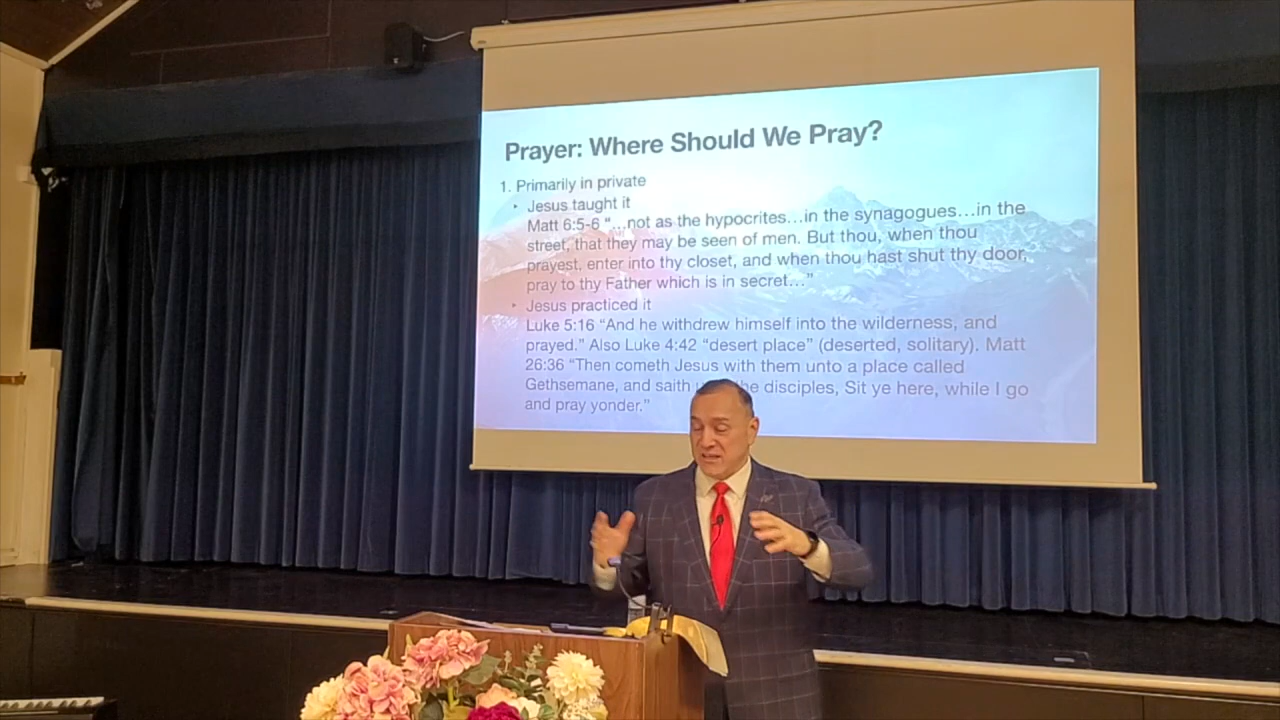 Prayer: Where Should We Pray?
1. Primarily in private
• Jesus taught it
Matt 6:5-6 “…not as the hypocrites…in the synagogues…in the
street, that they may be seen of men. But thou, when thou
prayest, enter into thy closet, and when thou hast shut thy door,
pray to thy Father which is in secret…”
• Jesus practiced it
Luke 5:16 “And he withdrew himself into the wilderness, and
prayed.” Also Luke 4:42 “desert place” (deserted, solitary). Matt
26:36 “Then cometh Jesus with them unto a place called
Gethsemane, and saith the disciples, Sit ye here, while I go
and pray yonder.”